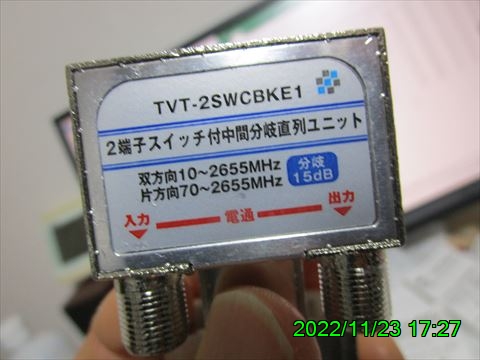 TVT-2SWCBKE1
2端子スイッチ付中間分岐直列ユニット
双方向10~2655MHz
片方向70~2655MHz
分岐
15dB
入力
電通
出力
2022/11/23 17:27